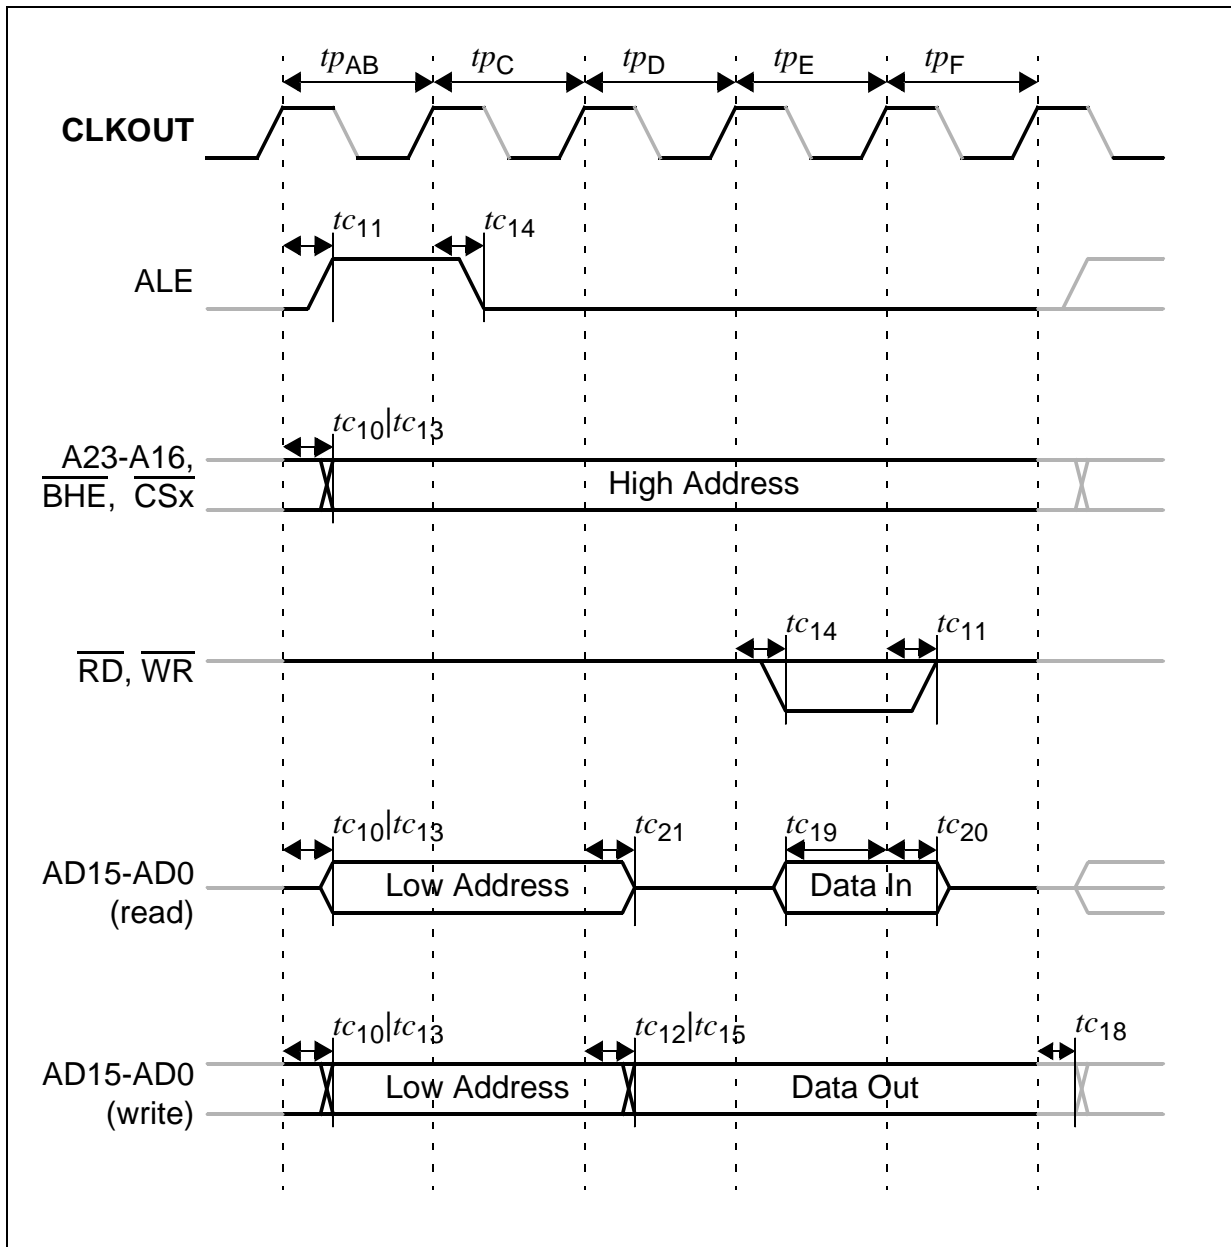 tpAB tpC tpD tpE tpF
CLKOUT
tc11 tc14
ALE
tc10|tc13
A23-A16,
BHE, CSx
High Address
tc14 tc11
RD, WR
tc10|tc13 tc21 tc19 tc20
AD15-AD0
(read)
Low Address Data In
tc10|tc13 tc12|tc15 tc18
AD15-AD0
(write)
Low Address Data Out